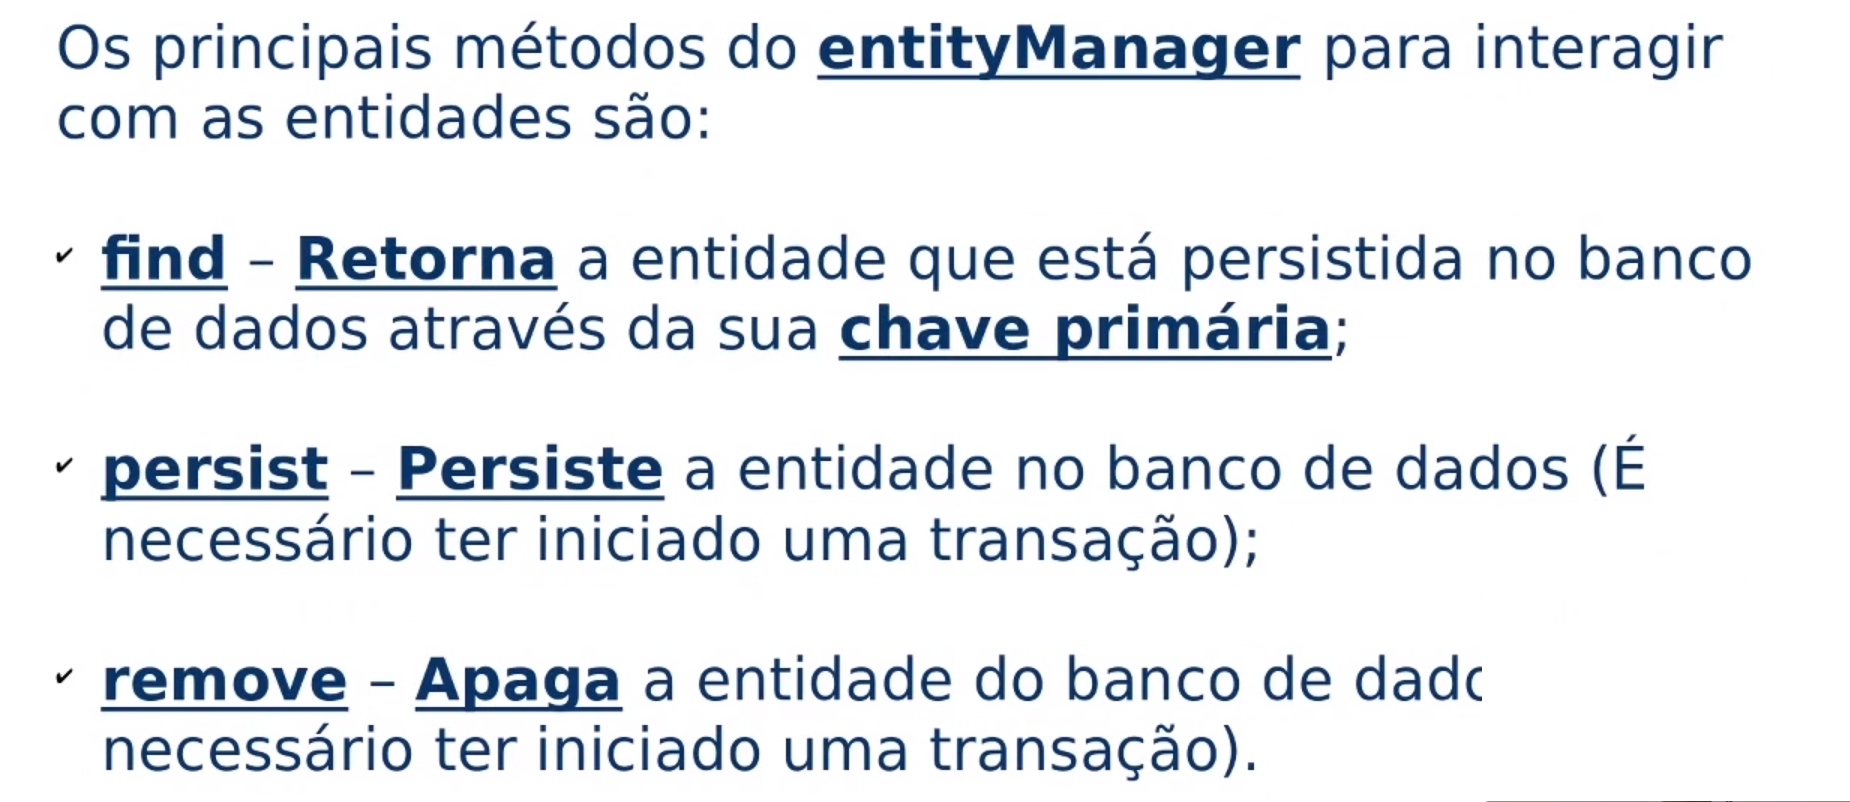 Os principais métodos do entityManager para interagir
com as entidades são:
✔ find – Retorna a entidade que está persistida no banco
de dados através da sua chave primária;
✔ persist – Persiste a entidade no banco de dados (É
necessário ter iniciado uma transação);
✔ remove – Apaga a entidade do banco de
necessário ter iniciado uma transação).